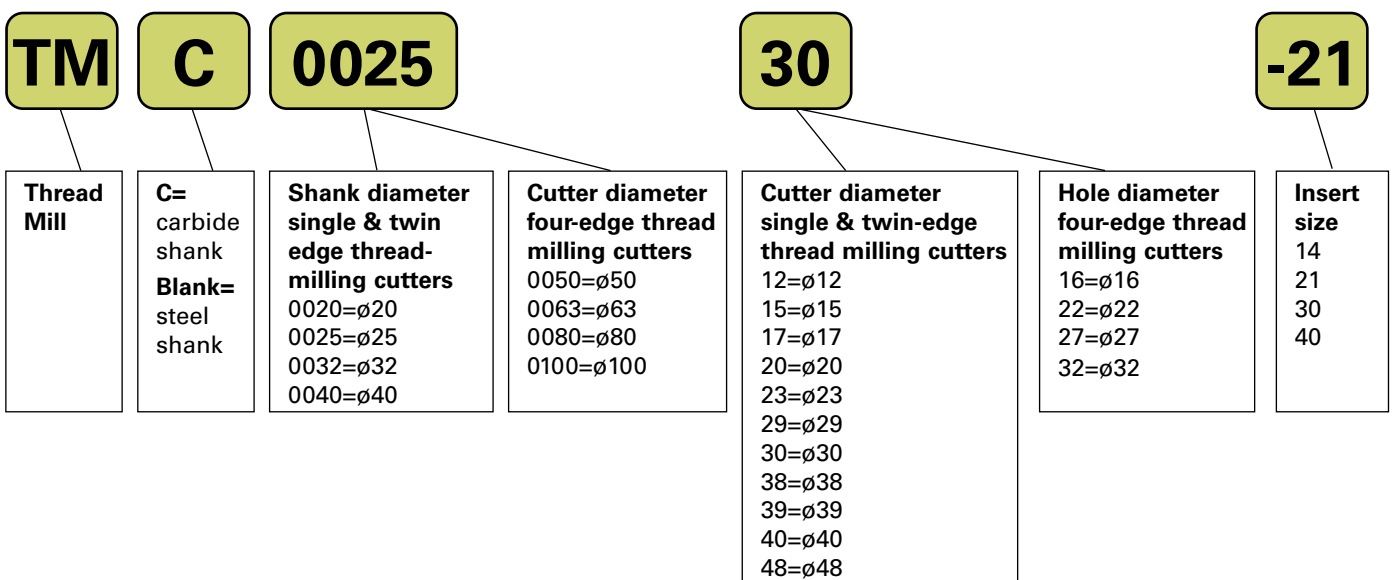 TM C 0025 30 -21
Thread
Mill
C=
carbide
shank
Blank=
steel
shank
Shank diameter
single & twin
edge thread-
milling cutters
0020=ø20
0025=ø25
0032=ø32
0040=ø40
Cutter diameter
four-edge thread
milling cutters
0050=ø50
0063=ø63
0080=ø80
0100=ø100
Cutter diameter
single & twin-edge
thread milling cutters
12=ø12
15=ø15
17=ø17
20=ø20
23=ø23
29=ø29
30=ø30
38=ø38
39=ø39
40=ø40
48=ø48
Hole diameter
four-edge thread
milling cutters
16=ø16
22=ø22
27=ø27
32=ø32
Insert
size
14
21
30
40